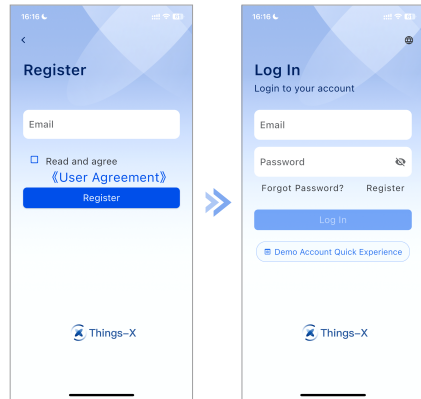 16:16
Register
Email
Read and agree
《User Agreement》
Register
Things-X
16:16
Log In
Login to your account
Email
Password
Forgot Password? Register
Log In
Demo Account Quick Experience
Things-X